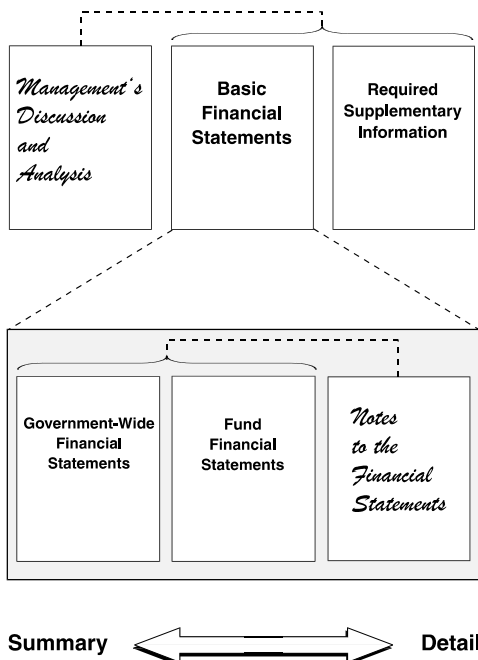 Management's
Discussion
and
Analysis
Basic
Financial
Statements
Required
Supplementary
Information
Government-Wide
Financial
Statements
Fund
Financial
Statements
Notes
to the
Financial
Statements
Summary
Detail